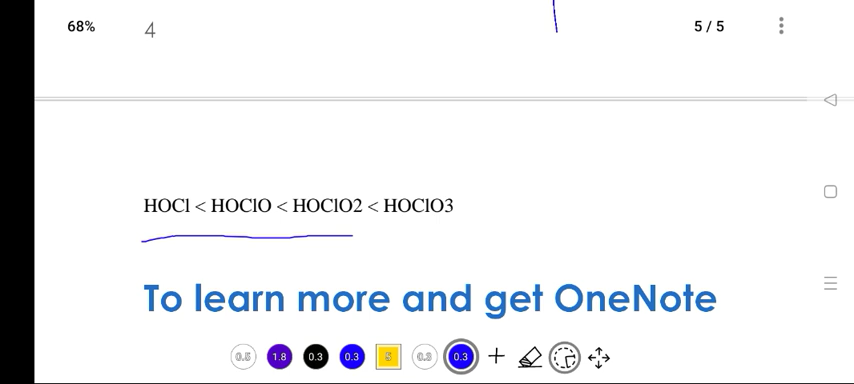 68%
4
5 / 5
HOCl < HOClO < HOClO2 < HOClO3
To learn more and get OneNote
0.5 1.8 0.3 0.3 5 0.3 0.3